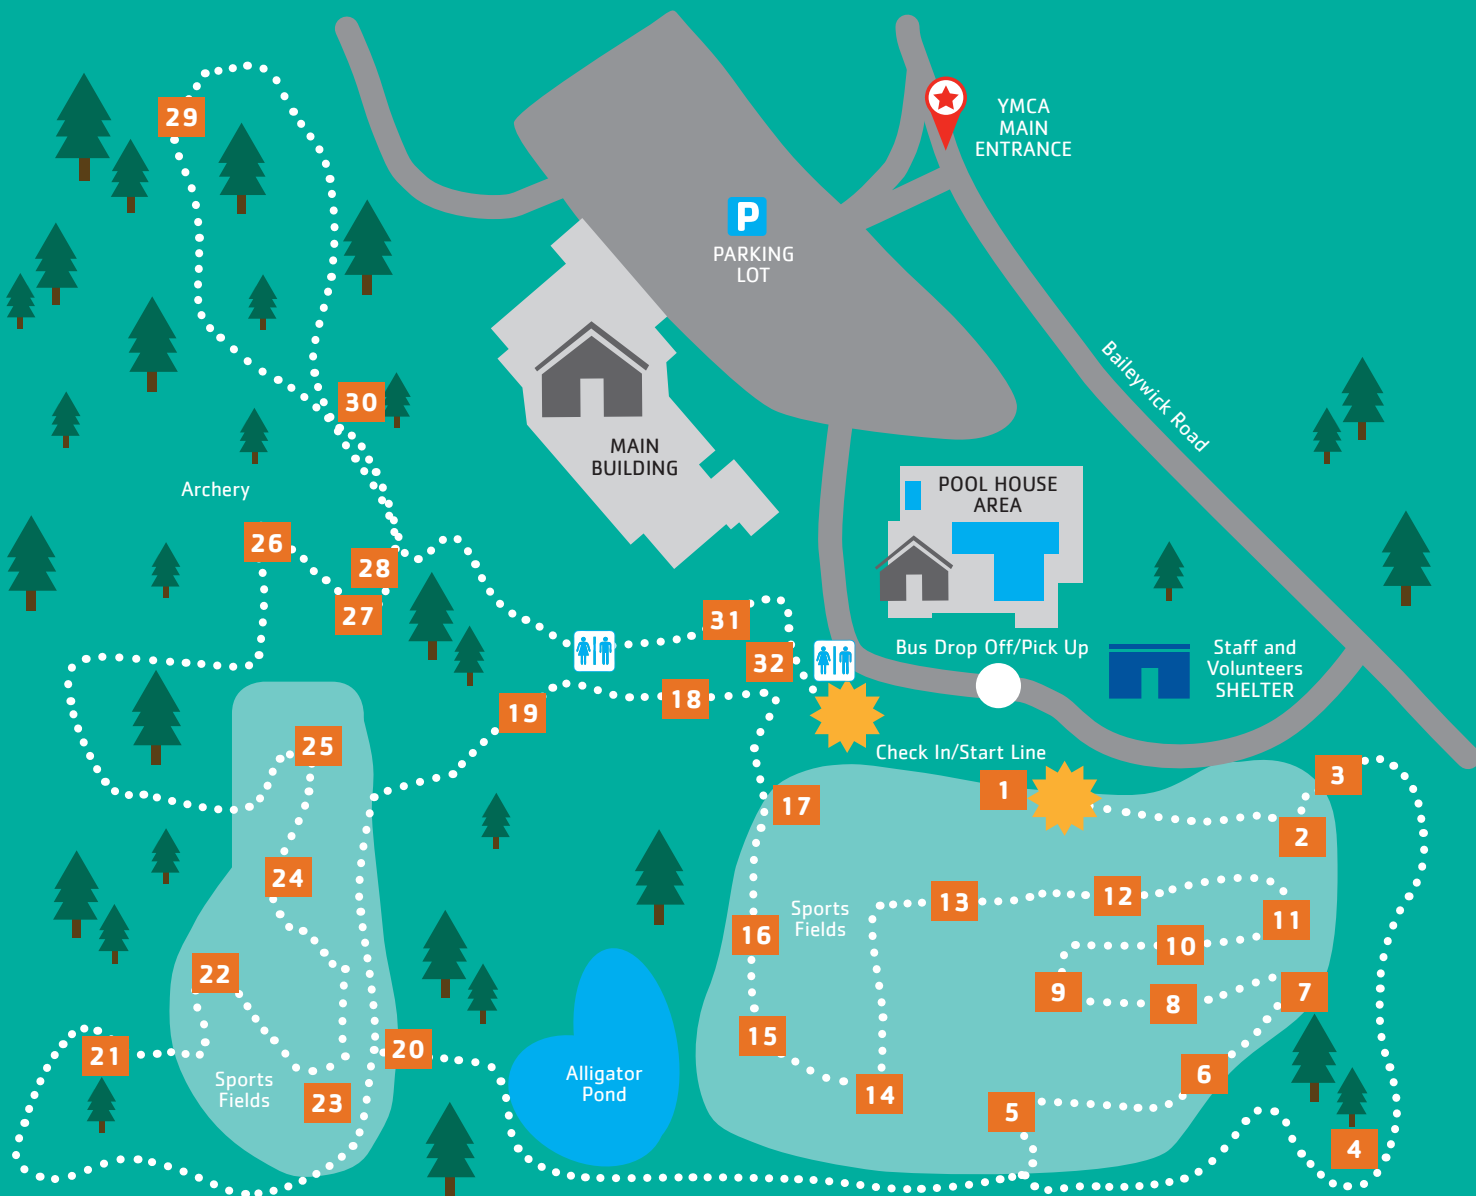 29
YMCA
MAIN
ENTRANCE
P
PARKING
LOT
Baileywick Road
30
MAIN
BUILDING
Archery
POOL HOUSE
AREA
26
28
27
31
32
Bus Drop Off/Pick Up
Staff and
Volunteers
SHELTER
18
19
25
Check In/Start Line
1
3
17
2
24
13
12
11
Sports
Fields
16
10
22
9
8
7
15
20
21
Sports
Fields
23
Alligator
Pond
14
6
5
4